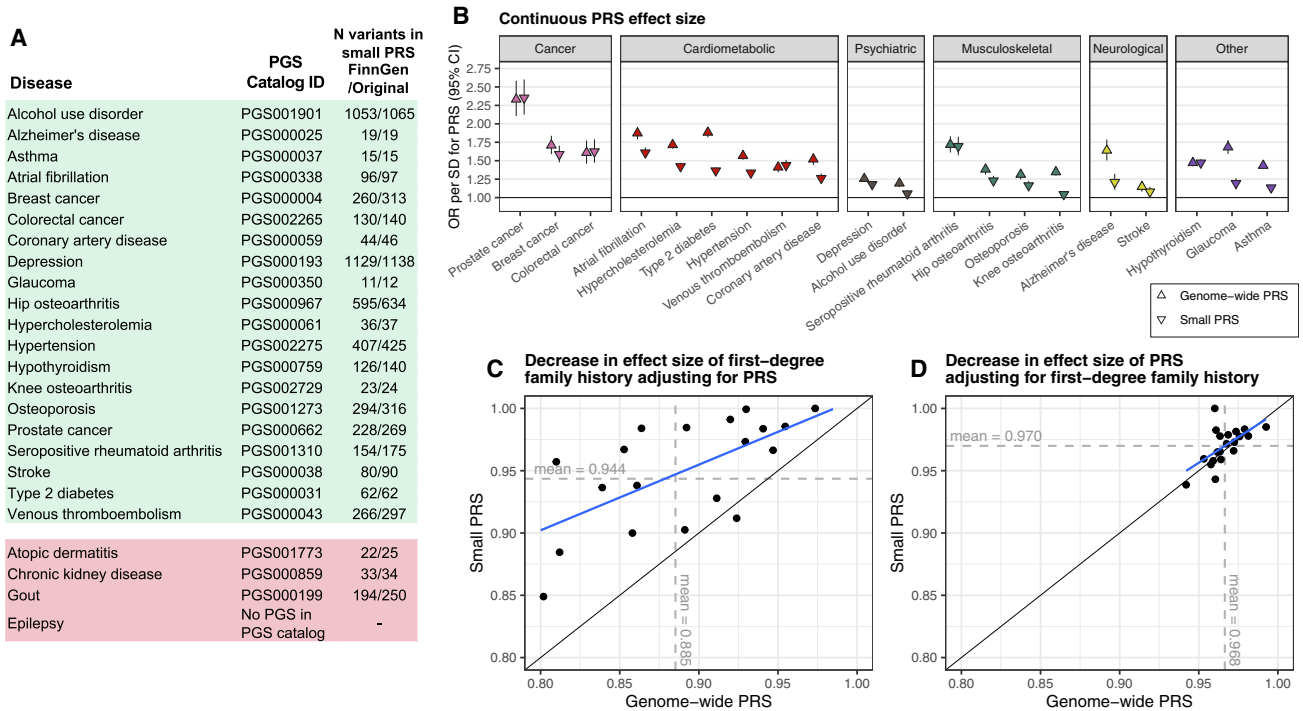 A
Disease
PGS
Catalog ID
N variants in
small PRS
FinnGen
/Original
Alcohol use disorder PGS001901 1053/1065
Alzheimer's disease PGS000025 19/19
Asthma PGS000037 15/15
Atrial fibrillation PGS000338 96/97
Breast cancer PGS000004 260/313
Colorectal cancer PGS002265 130/140
Coronary artery disease PGS000059 44/46
Depression PGS000193 1129/1138
Glaucoma PGS000350 11/12
Hip osteoarthritis PGS000967 595/634
Hypercholesterolemia PGS000061 36/37
Hypertension PGS002275 407/425
Hypothyroidism PGS000759 126/140
Knee osteoarthritis PGS002729 23/24
Osteoporosis PGS001273 294/316
Prostate cancer PGS000662 228/269
Seropositive rheumatoid arthritis PGS001310 154/175
Stroke PGS000038 80/90
Type 2 diabetes PGS000031 62/62
Venous thromboembolism PGS000043 266/297
Atopic dermatitis PGS001773 22/25
Chronic kidney disease PGS000859 33/34
Gout PGS000199 194/250
Epilepsy No PGS in
PGS catalog -
B Continuous PRS effect size
Cancer Cardiometabolic Psychiatric Musculoskeletal Neurological Other
OR per SD for PRS (95% CI)
2.75
2.50
2.25
2.00
1.75
1.50
1.25
1.00
Prostate cancer
Breast cancer
Colorectal cancer
Atrial fibrillation
Hypercholesterolemia
Type 2 diabetes
Hypertension
Venous thromboembolism
Coronary artery disease
Depression
Alcohol use disorder
Seropositive rheumatoid arthritis
Hip osteoarthritis
Osteoporosis
Knee osteoarthritis
Alzheimer's disease
Stroke
Hypothyroidism
Glaucoma
Asthma
Genome-wide PRS
Small PRS
C Decrease in effect size of first-degree
family history adjusting for PRS
Small PRS
1.00
0.95
0.90
0.85
0.80
mean = 0.944
mean = 0.885
0.80 0.85 0.90 0.95 1.00
Genome-wide PRS
D Decrease in effect size of PRS
adjusting for first-degree family history
Small PRS
1.00
0.95
0.90
0.85
0.80
mean = 0.970
mean = 0.968
0.80 0.85 0.90 0.95 1.00
Genome-wide PRS